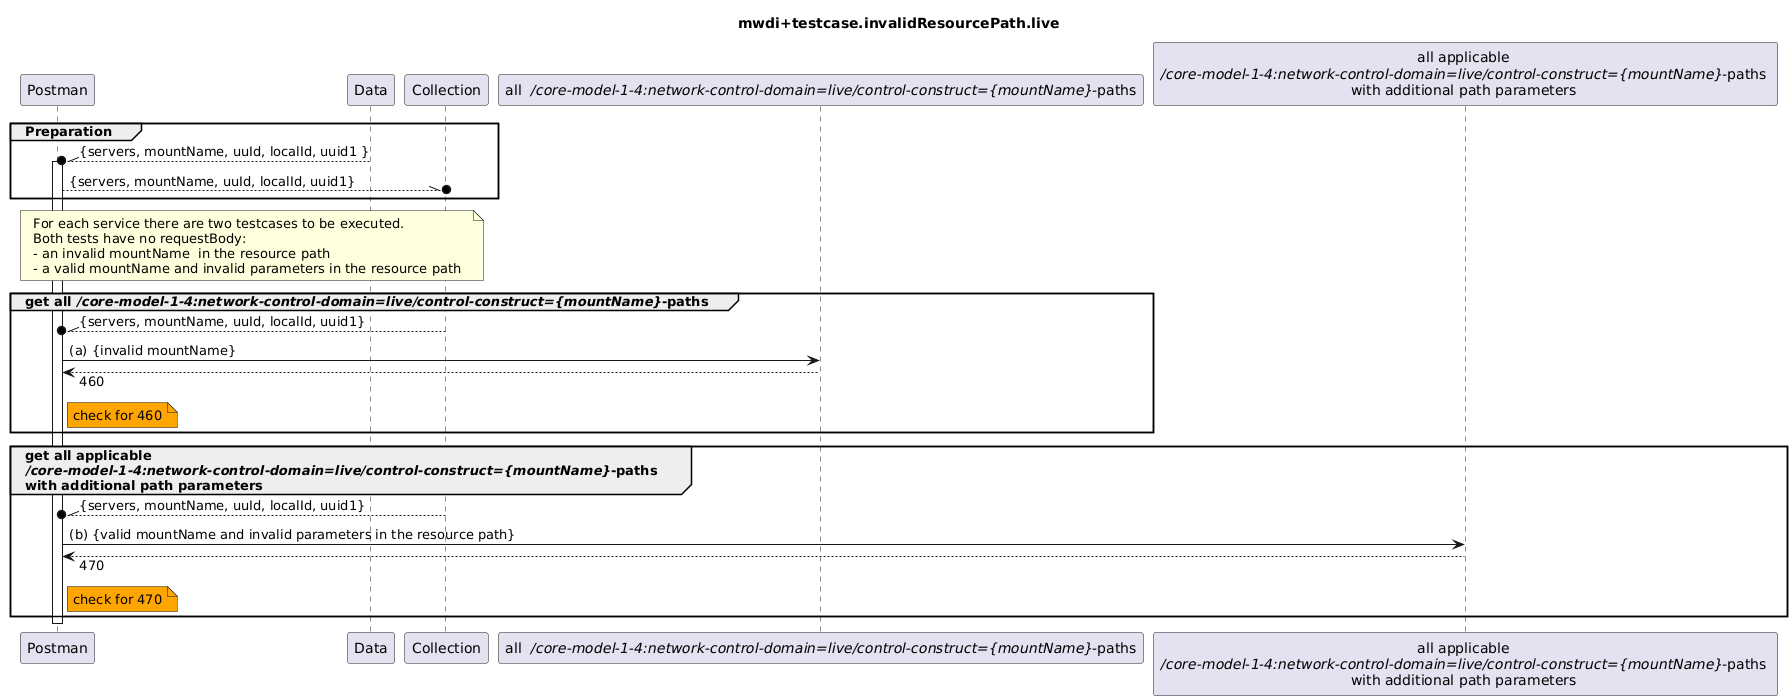 mwdi+testcase.invalidResourcePath.live
Postman
Data
Collection
all  /core-model-1-4:network-control-domain=live/control-construct={mountName}-paths
all applicable
/core-model-1-4:network-control-domain=live/control-construct={mountName}-paths
with additional path parameters
Preparation
{servers, mountName, uuId, localId, uuid1 }
{servers, mountName, uuId, localId, uuid1}
For each service there are two testcases to be executed.
Both tests have no requestBody:
- an invalid mountName  in the resource path
- a valid mountName and invalid parameters in the resource path
get all /core-model-1-4:network-control-domain=live/control-construct={mountName}-paths
{servers, mountName, uuId, localId, uuid1}
(a) {invalid mountName}
460
check for 460
get all applicable
/core-model-1-4:network-control-domain=live/control-construct={mountName}-paths
with additional path parameters
{servers, mountName, uuId, localId, uuid1}
(b) {valid mountName and invalid parameters in the resource path}
470
check for 470
Postman
Data
Collection
all  /core-model-1-4:network-control-domain=live/control-construct={mountName}-paths
all applicable
/core-model-1-4:network-control-domain=live/control-construct={mountName}-paths
with additional path parameters